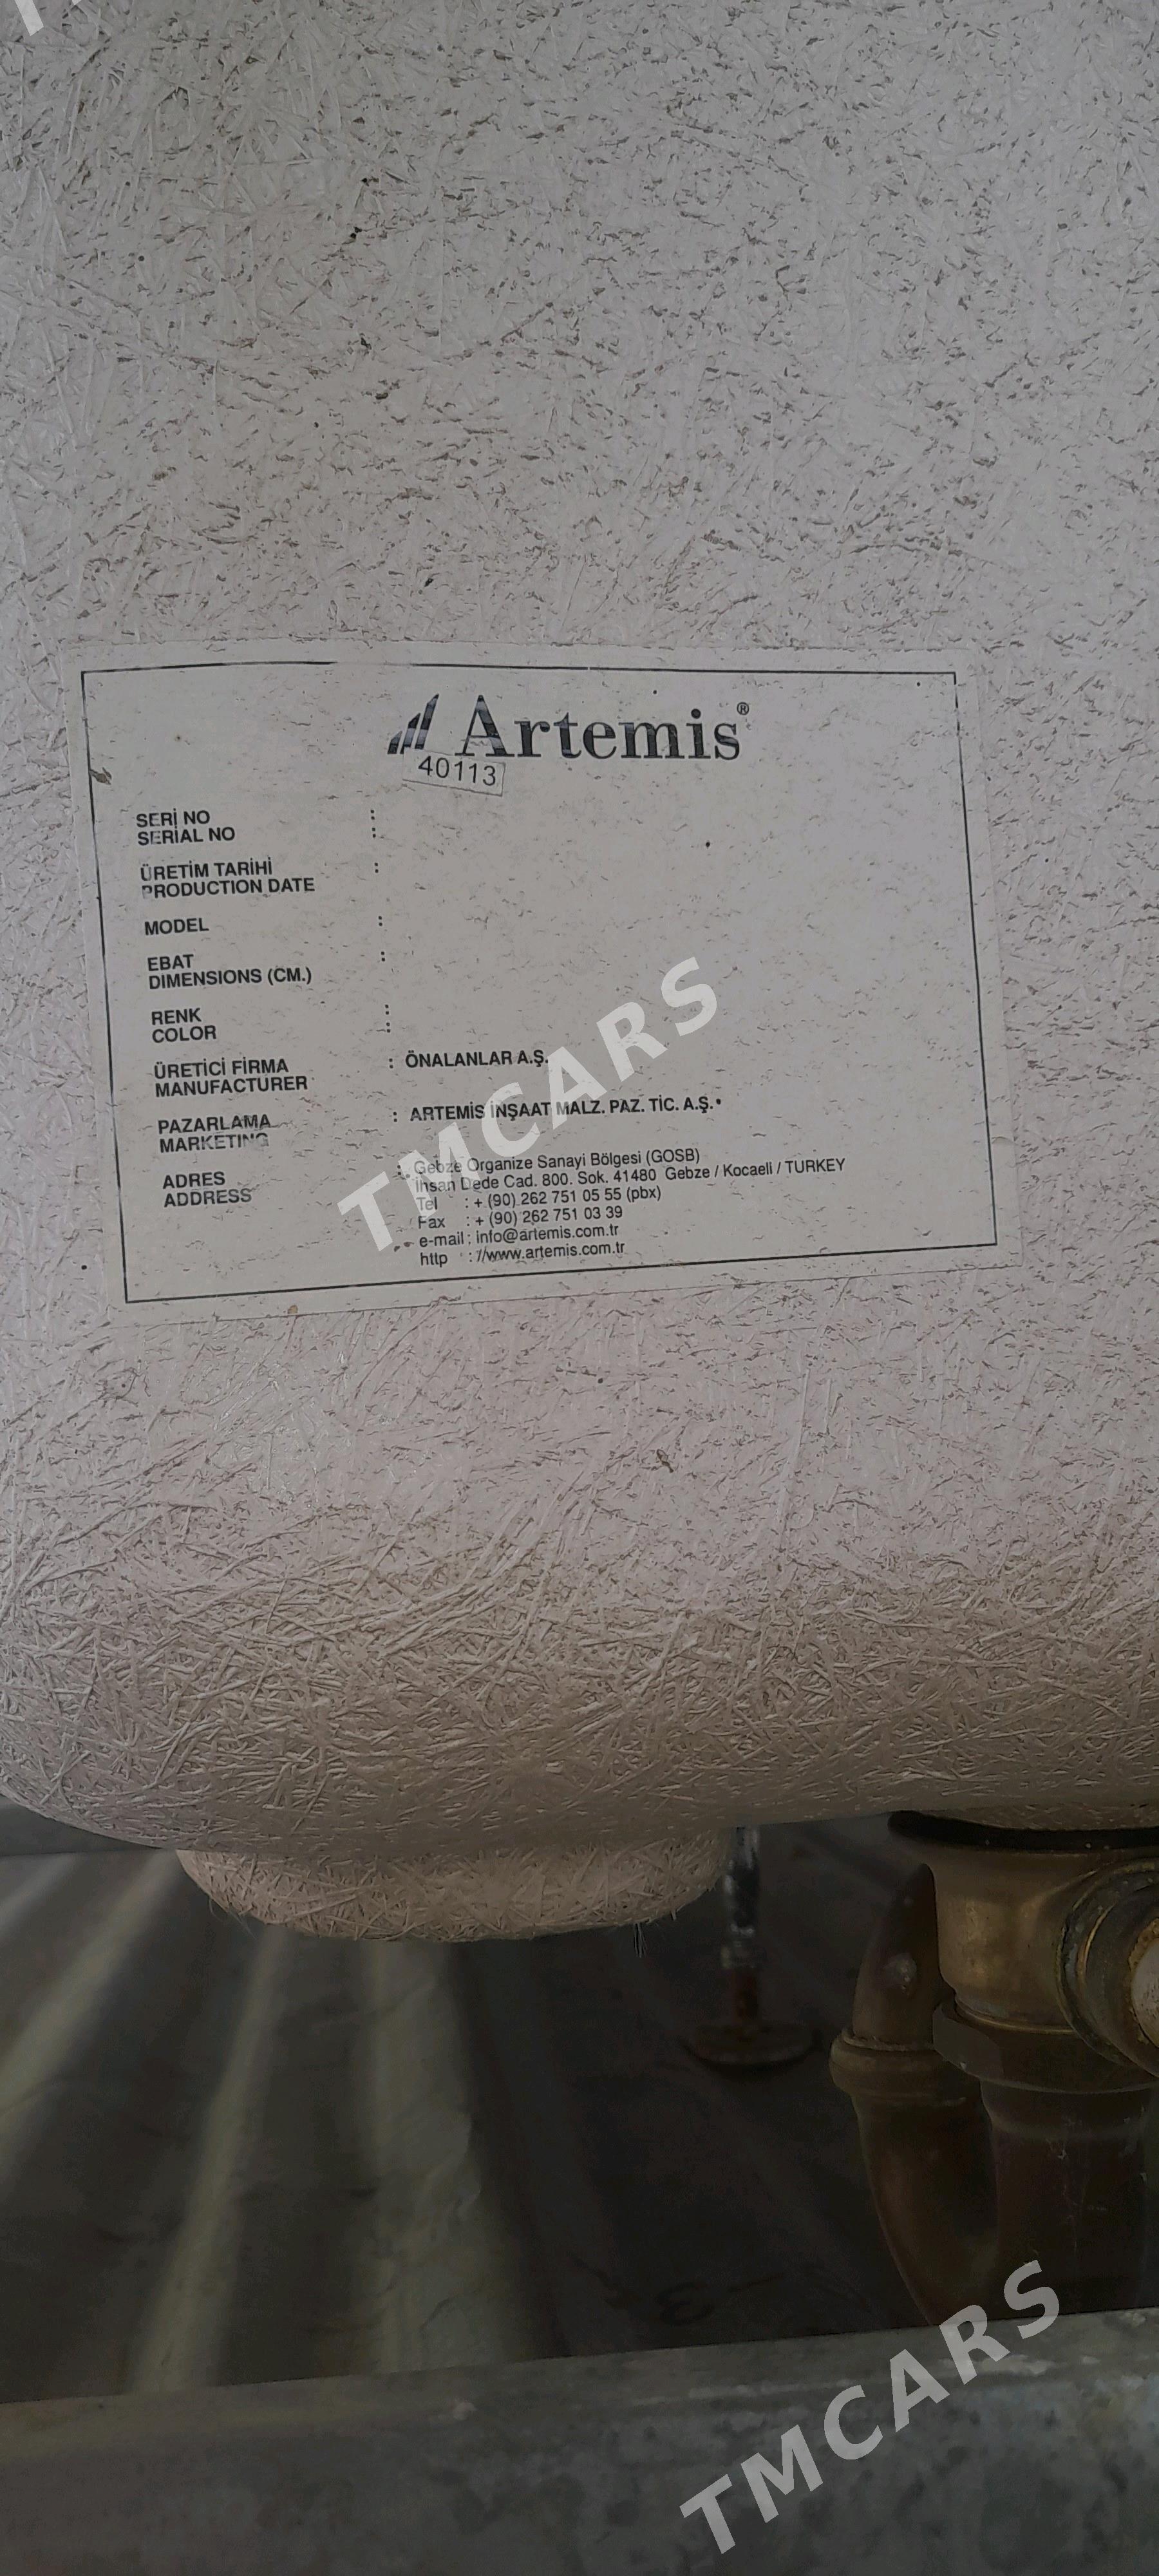 Artemis®
40113
SERİ NO :
SERIAL NO :
ÜRETİM TARİHİ :
PRODUCTION DATE
MODEL :
EBAT :
DIMENSIONS (CM.)
RENK :
COLOR :
ÜRETİCİ FİRMA : ÖNALANLAR A.Ş.
MANUFACTURER
PAZARLAMA : ARTEMİS İNŞAAT MALZ. PAZ. TİC. A.Ş.
MARKETING
ADRES : Gebze Organize Sanayi Bölgesi (GOSB)
ADDRESS İhsan Dede Cad. 800. Sok. 41480 Gebze / Kocaeli / TURKEY
Tel : + (90) 262 751 05 55 (pbx)
Fax : + (90) 262 751 03 39
e-mail : info@artemis.com.tr
http : //www.artemis.com.tr
TMCARS
TMCARS